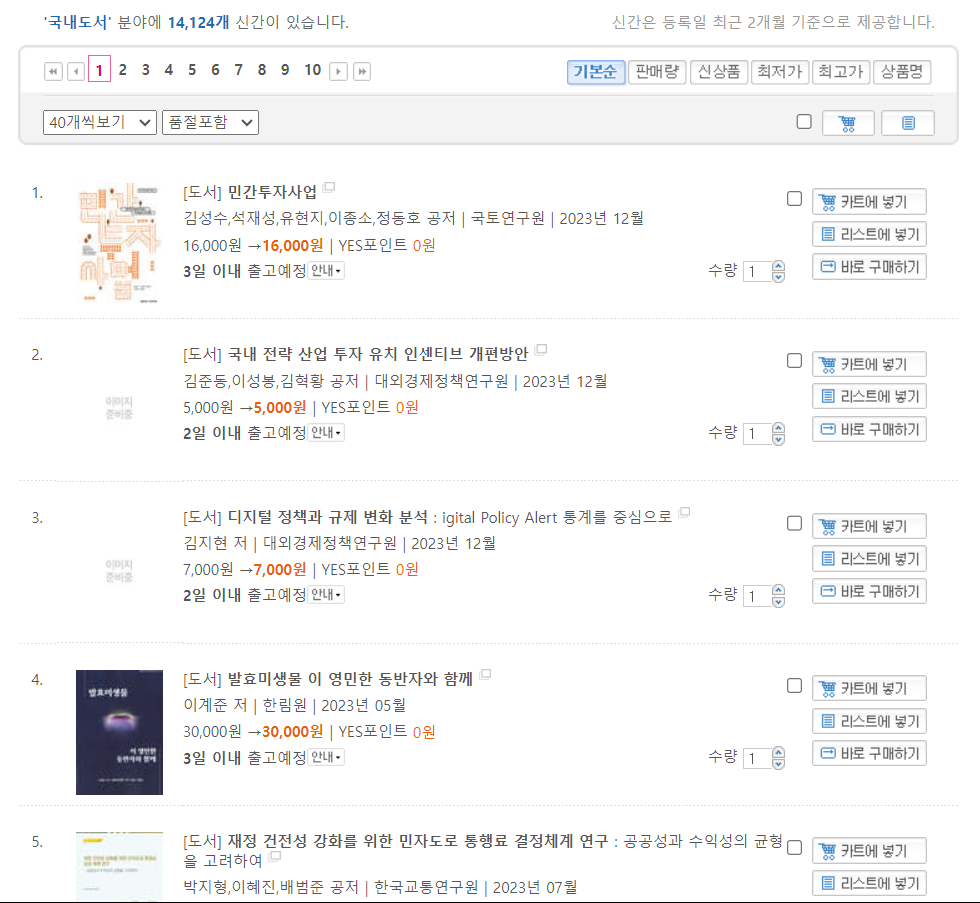 '국내도서' 분야에 14,124개 신간이 있습니다. 신간은 등록일 최근 2개월 기준으로 제공합니다.
1 2 3 4 5 6 7 8 9 10 기본순 판매량 신상품 최저가 최고가 상품명
40개씩보기 품절포함
1. [도서] 민간투자사업 카트에 넣기
민간투자사업
김성수,석재성,유현지,이종소,정동호 공저 | 국토연구원 | 2023년 12월
리스트에 넣기
16,000원 →16,000원 | YES포인트 0원
3일 이내 출고예정 안내 수량 1 바로 구매하기
2. [도서] 국내 전략 산업 투자 유치 인센티브 개편방안 카트에 넣기
김준동,이성봉,김혁황 공저 | 대외경제정책연구원 | 2023년 12월
리스트에 넣기
이미지
준비중
5,000원 →5,000원 | YES포인트 0원
2일 이내 출고예정 안내 수량 1 바로 구매하기
3. [도서] 디지털 정책과 규제 변화 분석 : igital Policy Alert 통계를 중심으로 카트에 넣기
김지현 저 | 대외경제정책연구원 | 2023년 12월
리스트에 넣기
이미지
준비중
7,000원 →7,000원 | YES포인트 0원
2일 이내 출고예정 안내 수량 1 바로 구매하기
4. [도서] 발효미생물 이 영민한 동반자와 함께 카트에 넣기
발효미생물
이 영민한
동반자와 함께
이계준 저 | 한림원 | 2023년 05월
리스트에 넣기
30,000원 →30,000원 | YES포인트 0원
3일 이내 출고예정 안내 수량 1 바로 구매하기
5. [도서] 재정 건전성 강화를 위한 민자도로 통행료 결정체계 연구 : 공공성과 수익성의 균형
을 고려하여
카트에 넣기
박지형,이혜진,배범준 공저 | 한국교통연구원 | 2023년 07월
리스트에 넣기